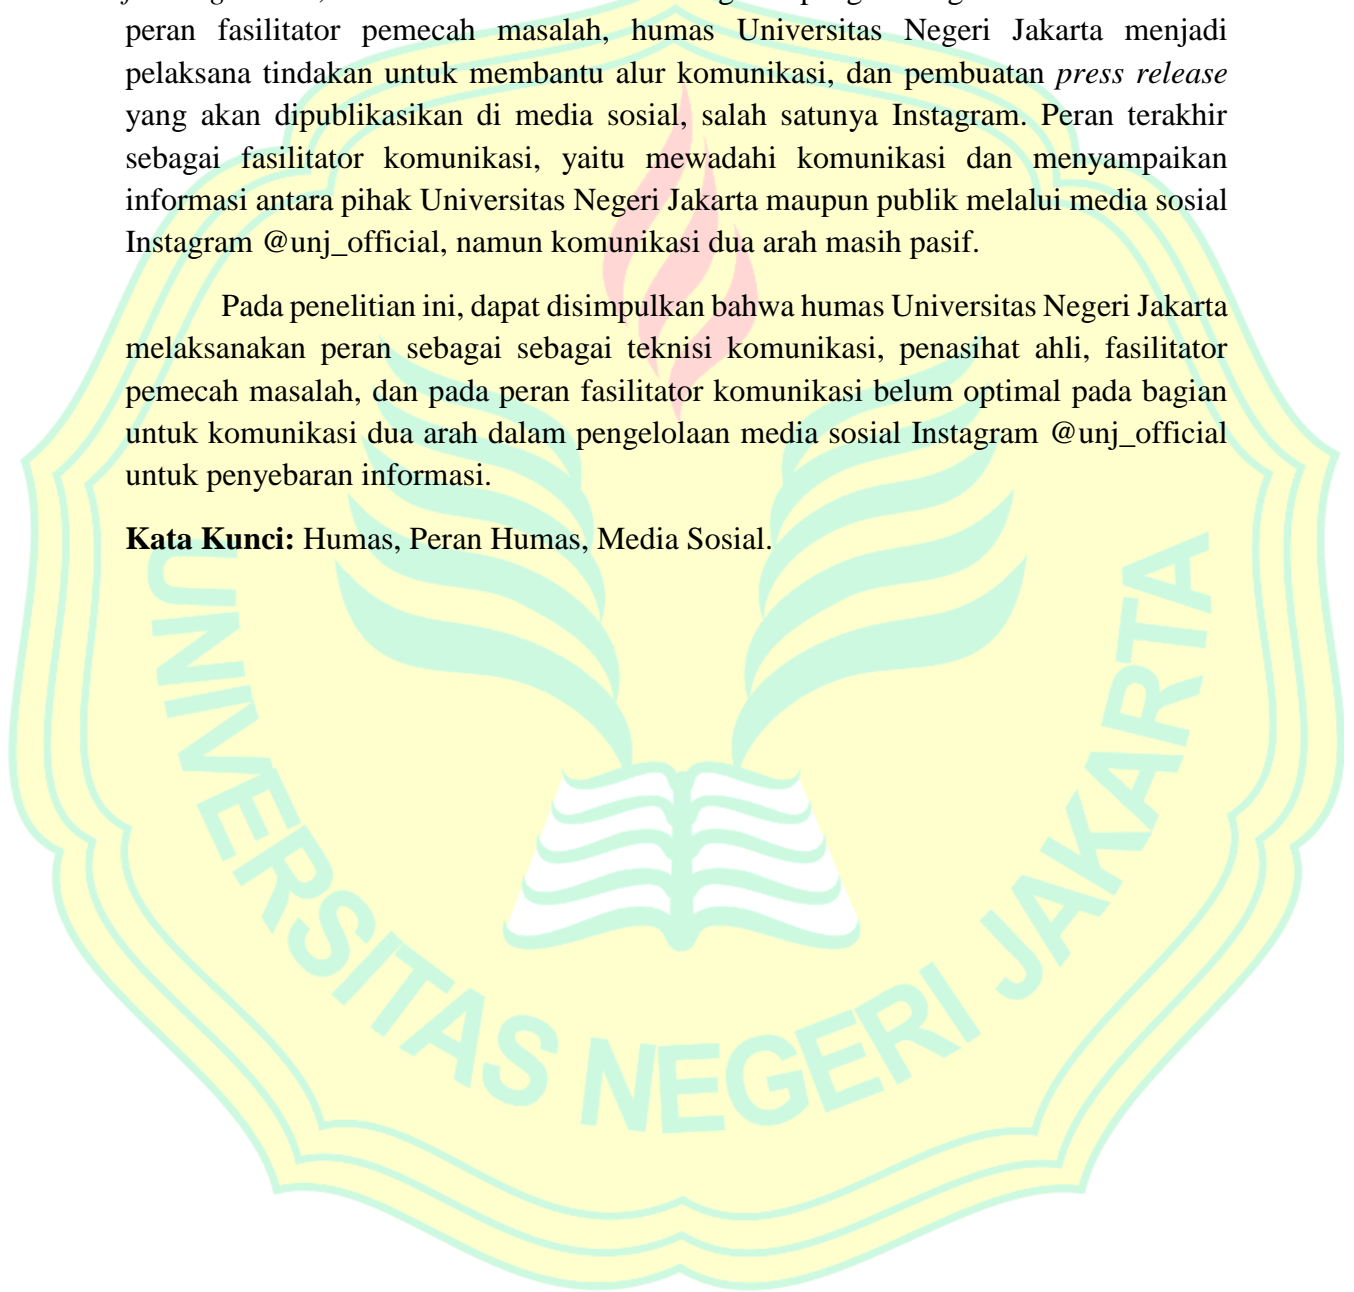 peran fasilitator pemecah masalah, humas Universitas Negeri Jakarta menjadi
pelaksana tindakan untuk membantu alur komunikasi, dan pembuatan press release
yang akan dipublikasikan di media sosial, salah satunya Instagram. Peran terakhir
sebagai fasilitator komunikasi, yaitu mewadahi komunikasi dan menyampaikan
informasi antara pihak Universitas Negeri Jakarta maupun publik melalui media sosial
Instagram @unj_official, namun komunikasi dua arah masih pasif.
Pada penelitian ini, dapat disimpulkan bahwa humas Universitas Negeri Jakarta
melaksanakan peran sebagai sebagai teknisi komunikasi, penasihat ahli, fasilitator
pemecah masalah, dan pada peran fasilitator komunikasi belum optimal pada bagian
untuk komunikasi dua arah dalam pengelolaan media sosial Instagram @unj_official
untuk penyebaran informasi.
Kata Kunci: Humas, Peran Humas, Media Sosial.
UNIVERSITAS NEGERI JAKARTA